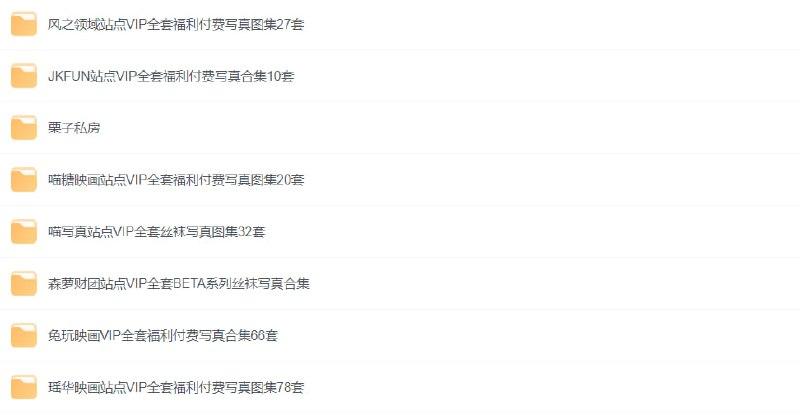 风之领域站点VIP全套福利付费写真图集27套
JKFUN站点VIP全套福利付费写真合集10套
栗子私房
喵糖映画站点VIP全套福利付费写真图集20套
喵写真站点VIP全套丝袜写真图集32套
森萝财团站点VIP全套BETA系列丝袜写真合集
兔玩映画VIP全套福利付费写真合集66套
瑶华映画站点VIP全套福利付费写真图集78套